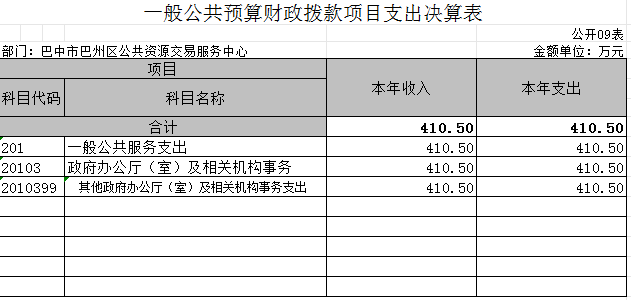 一般公共预算财政拨款项目支出决算表
公开09表
部门：巴中市巴州区公共资源交易服务中心 金额单位：万元
项目 本年收入 本年支出
科目代码 科目名称
合计 410.50 410.50
201 一般公共服务支出 410.50 410.50
20103 政府办公厅（室）及相关机构事务 410.50 410.50
2010399 其他政府办公厅（室）及相关机构事务支出 410.50 410.50